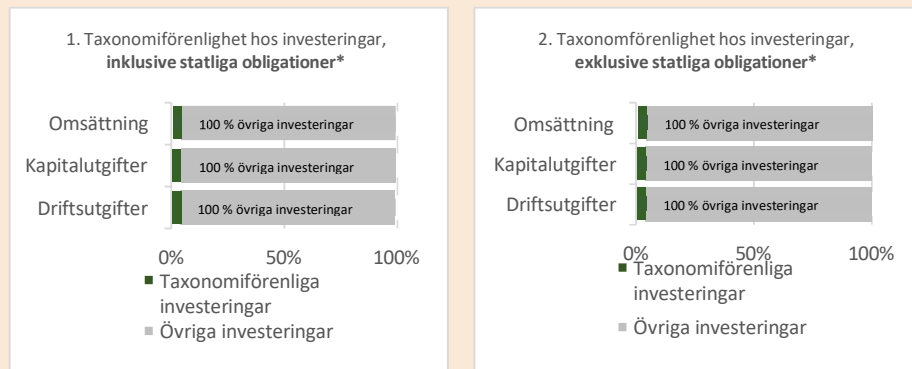 1. Taxonomiförenlighet hos investeringar,
inklusive statliga obligationer*
Omsättning
100 % övriga investeringar
Kapitalutgifter
100 % övriga investeringar
Driftsutgifter
100 % övriga investeringar
0%
50%
100%
Taxonomiförenliga
investeringar
Övriga investeringar
2. Taxonomförenlighet hos investeringar,
exklusive statliga obligationer*
Omsättning
100 % övriga investeringar
Kapitalutgifter
100 % övriga investeringar
Driftsutgifter
100 % övriga investeringar
0%
50%
100%
Taxonomiförenliga
investeringar
Övriga investeringar